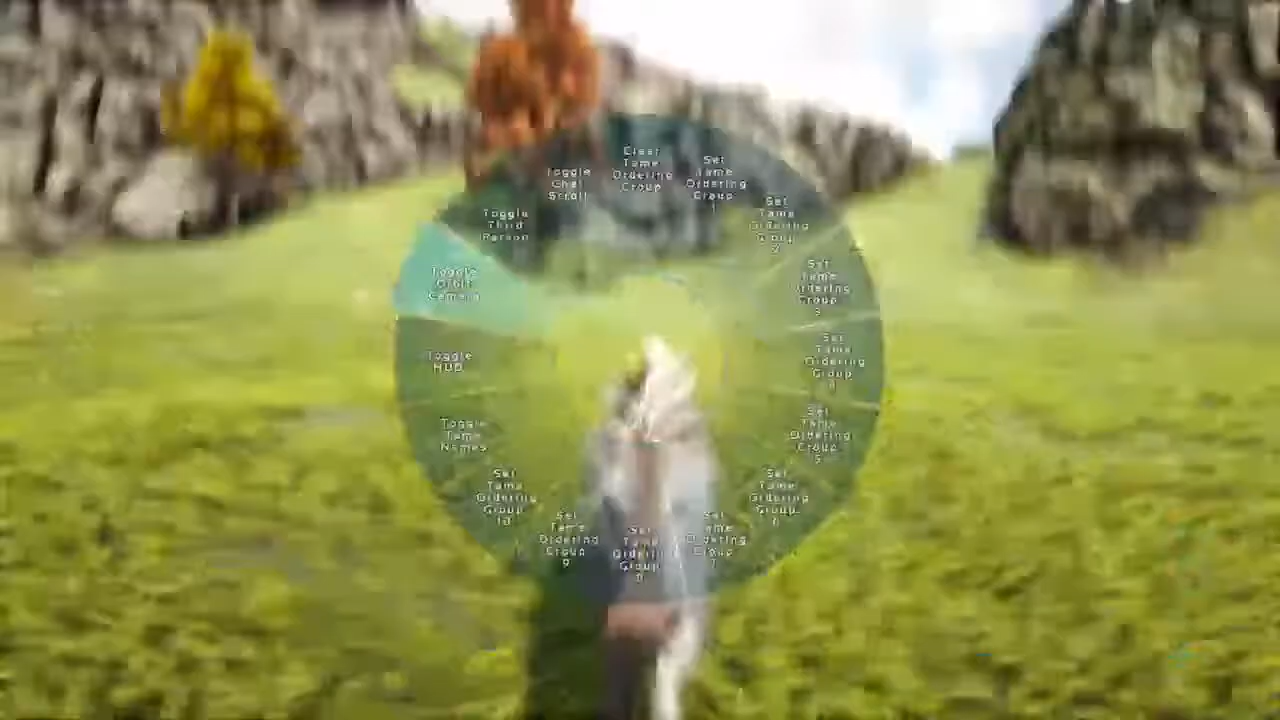 Clear
Tame
Ordering
Group
Set
Tame
Ordering
Group
1
Set
Tame
Ordering
Group
2
Set
Tame
Ordering
Group
3
Set
Tame
Ordering
Group
4
Set
Tame
Ordering
Group
5
Set
Tame
Ordering
Group
6
Set
Tame
Ordering
Group
7
Set
Tame
Ordering
Group
8
Set
Tame
Ordering
Group
9
Set
Tame
Ordering
Group
10
Toggle
Tame
Names
Toggle
HUD
Toggle
Orbit
Camera
Toggle
Third
Person
Toggle
Chat
Scroll